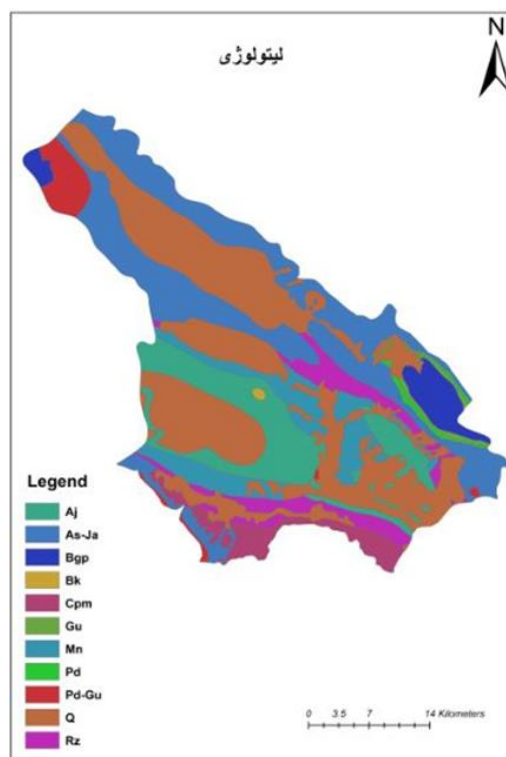 لیتولوژی
N
Legend
Aj
As-Ja
Bgp
Bk
Cpm
Gu
Mn
Pd
Pd-Gu
Q
Rz
0 3.5 7 14 Kilometers